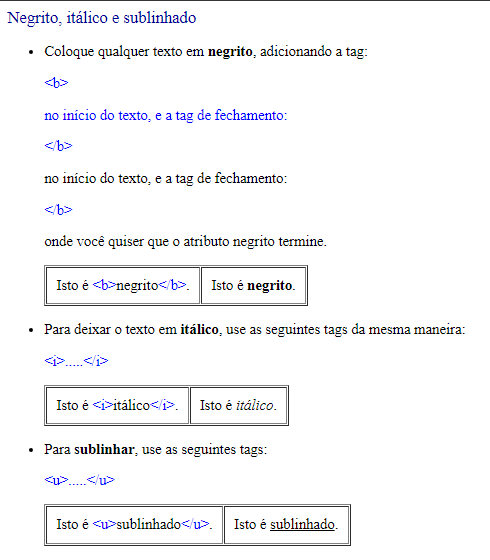 Negrito, itálico e sublinhado
Coloque qualquer texto em negrito, adicionando a tag:
<b>
no início do texto, e a tag de fechamento:
</b>
no início do texto, e a tag de fechamento:
</b>
onde você quiser que o atributo negrito termine.
Isto é <b>negrito</b>. Isto é negrito.
Para deixar o texto em itálico, use as seguintes tags da mesma maneira:
<i>.....</i>
Isto é <i>itálico</i>. Isto é itálico.
Para sublinhar, use as seguintes tags:
<u>.....</u>
Isto é <u>sublinhado</u>. Isto é sublinhado.